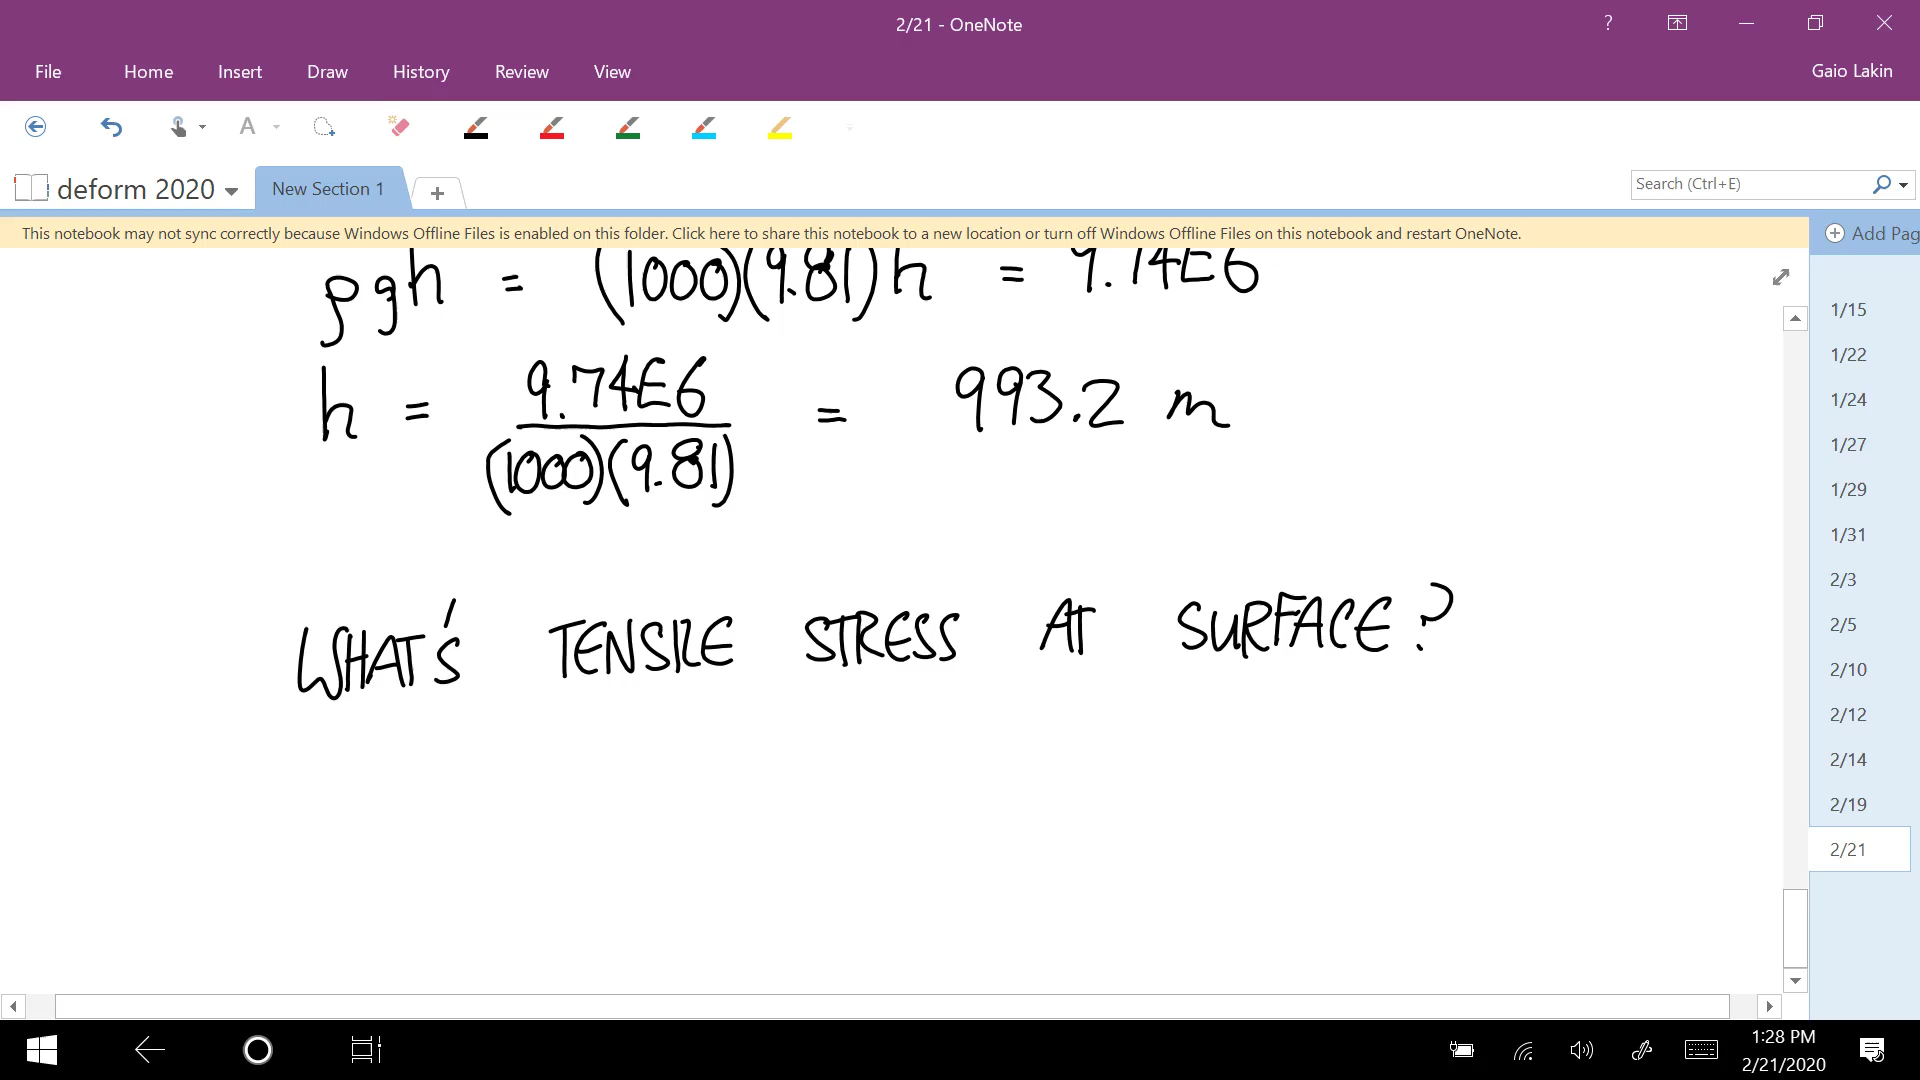 2/21 - OneNote
?
File Home Insert Draw History Review View Gaio Lakin
A
deform 2020 New Section 1 + Search (Ctrl+E)
This notebook may not sync correctly because Windows Offline Files is enabled on this folder. Click here to share this notebook to a new location or turn off Windows Offline Files on this notebook and restart OneNote.
Add Pag
ρgh = (1000)(9.81)h = 9.74E6
h = 9.74E6 / (1000)(9.81) = 993.2 m
WHAT'S TENSILE STRESS AT SURFACE?
1/15
1/22
1/24
1/27
1/29
1/31
2/3
2/5
2/10
2/12
2/14
2/19
2/21
1:28 PM
2/21/2020